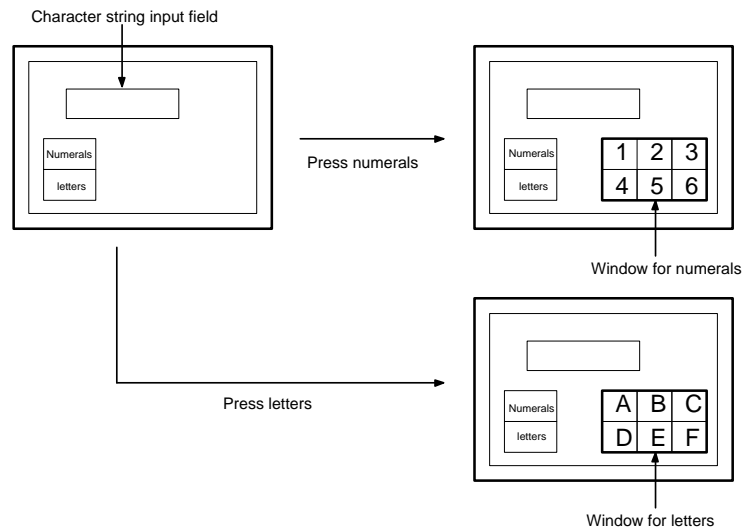 Character string input field
Numerals
letters
Press numerals
Numerals
letters
1 2 3
4 5 6
Window for numerals
Press letters
Numerals
letters
A B C
D E F
Window for letters